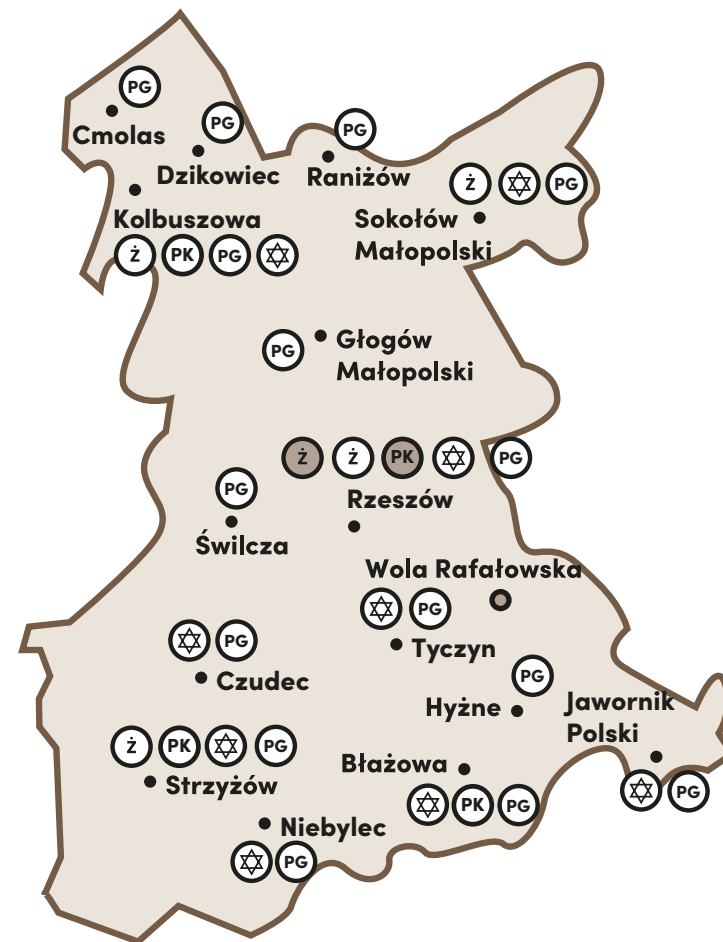 PG
Cmolas
PG
Dzikowiec
PG
Raniżów
Ż PG
Sokołów
Małopolski
Kolbuszowa
Ż PK PG
PG
Głogów
Małopolski
Ż Ż PK PG
Rzeszów
PG
Świlcza
Wola Rafałowska
PG
Tyczyn
PG
Czudec
PG
Hyżne
Jawornik
Polski
PG
Ż PK PG
Strzyżów
Błażowa
PK PG
Niebylec
PG